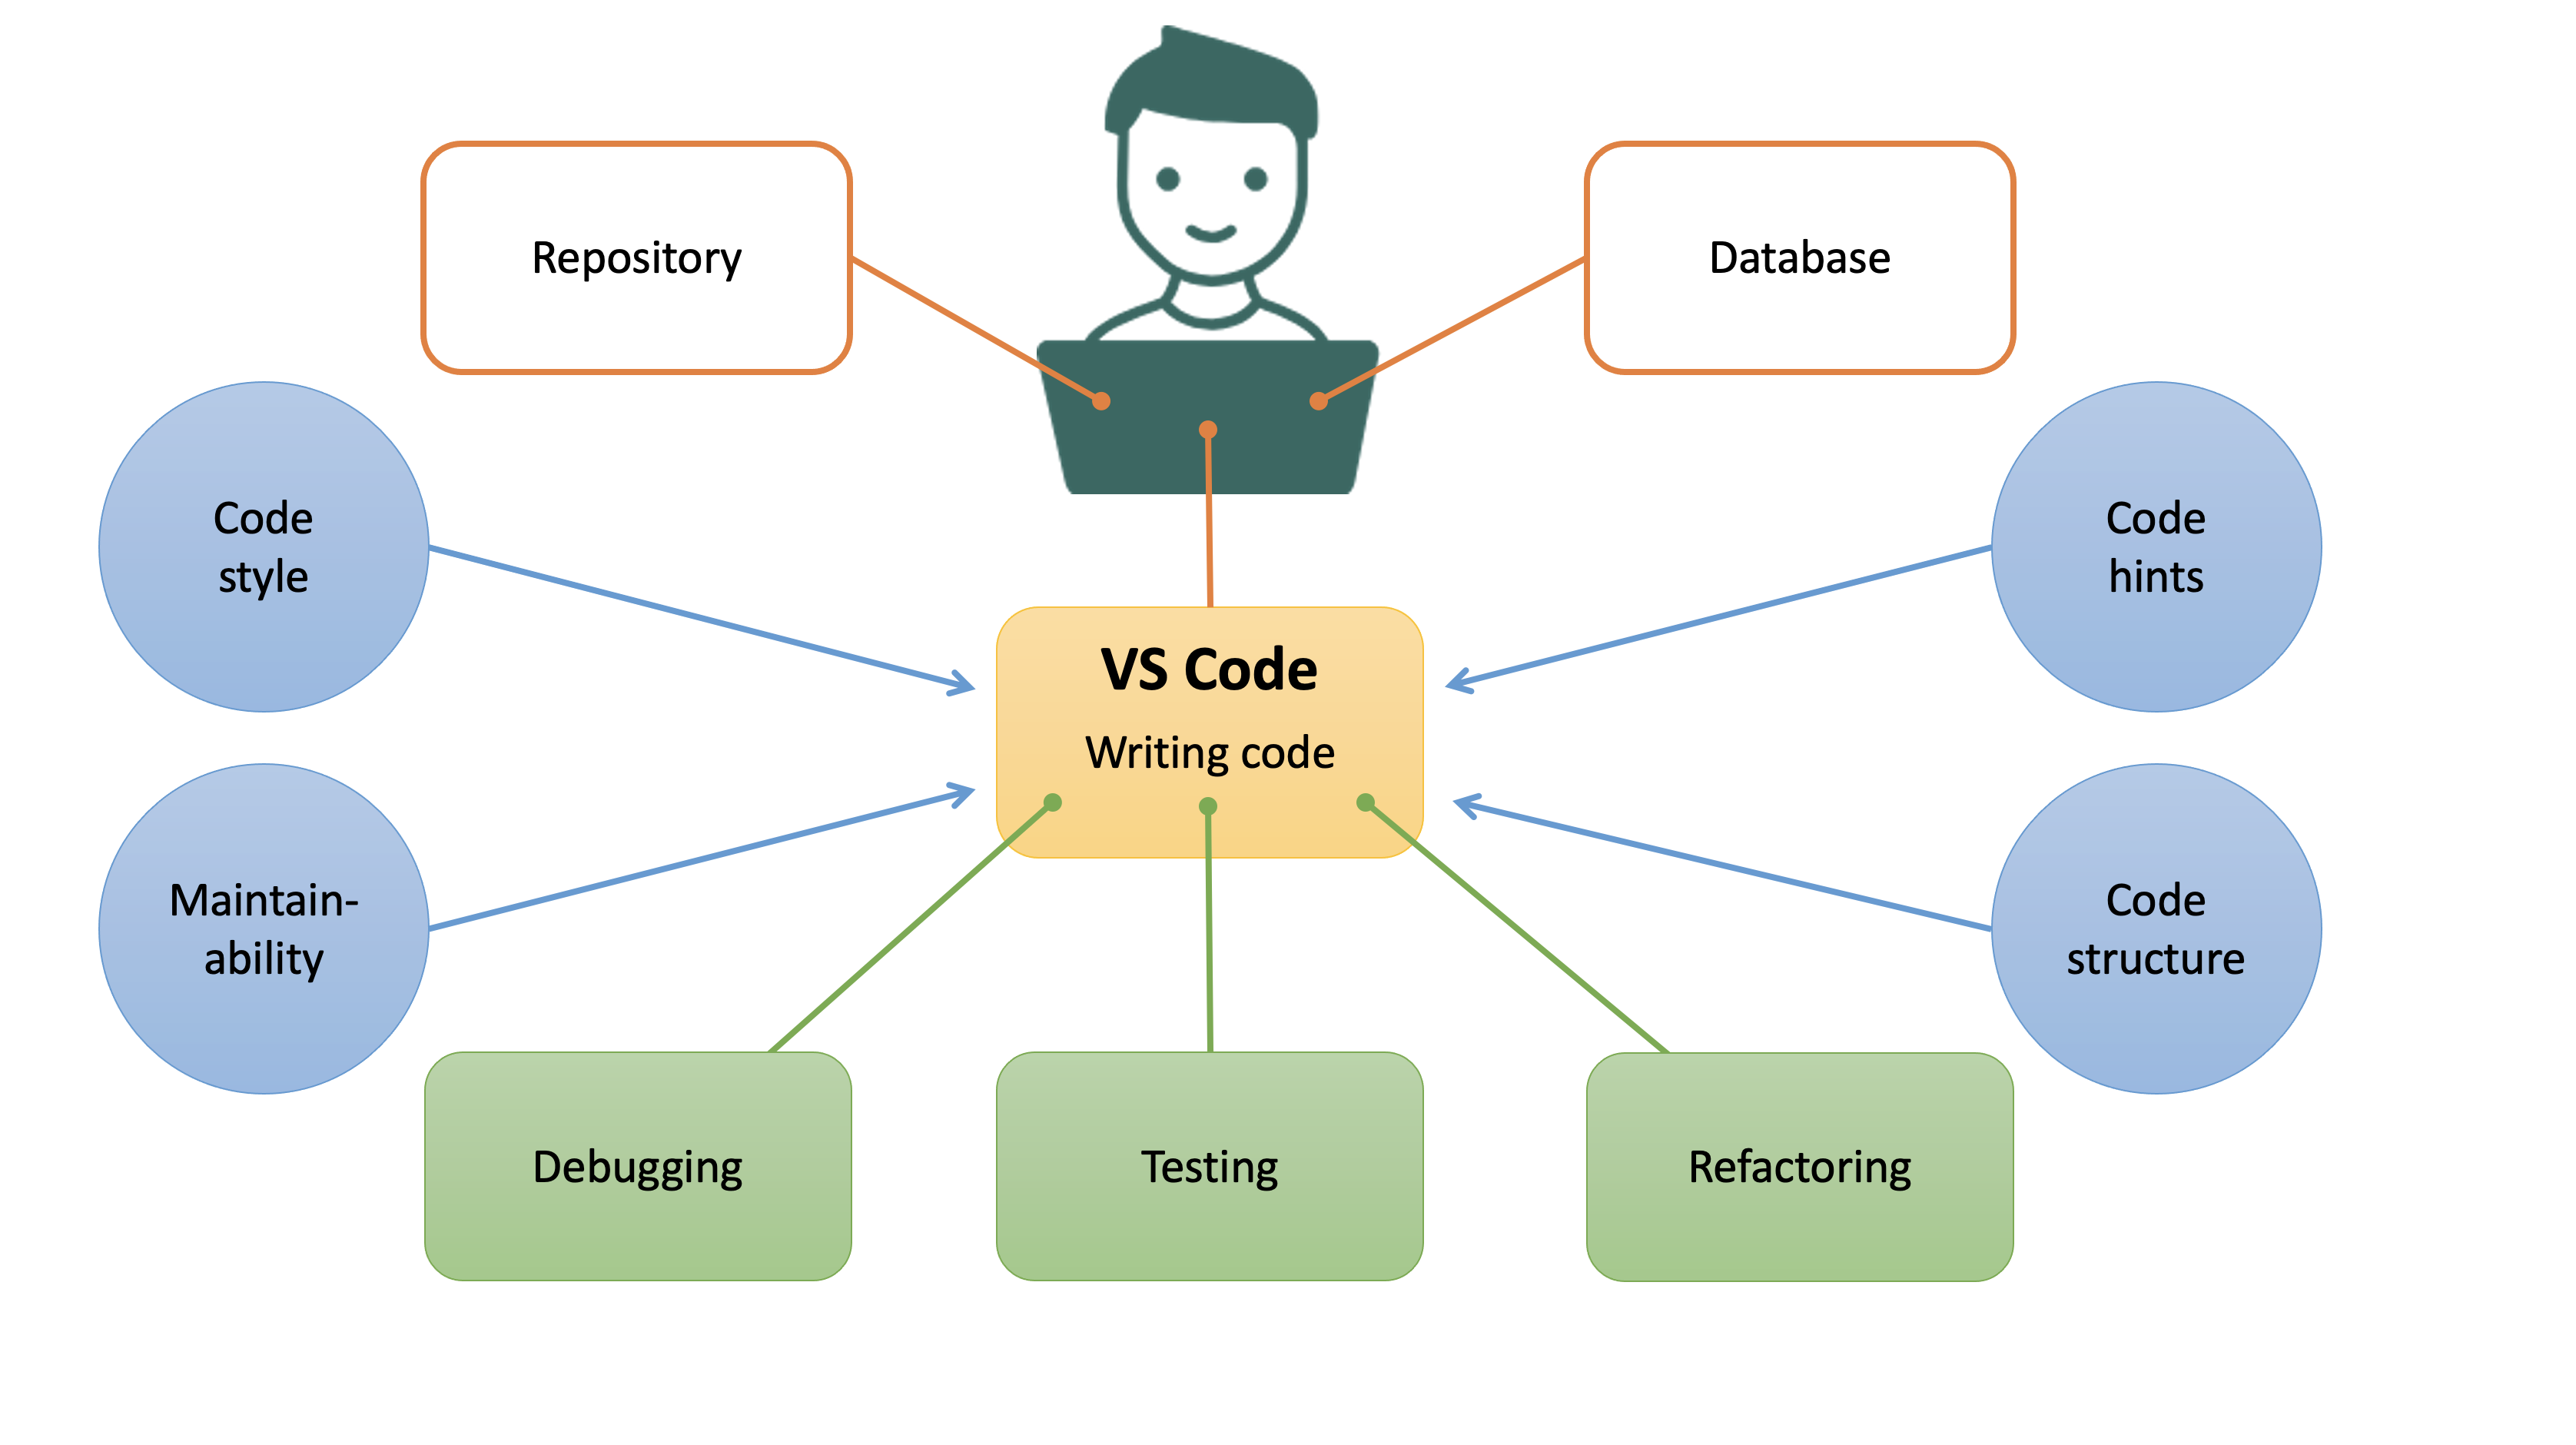 Repository
Database
Code
style
Code
hints
VS Code
Writing code
Maintain-
ability
Code
structure
Debugging
Testing
Refactoring